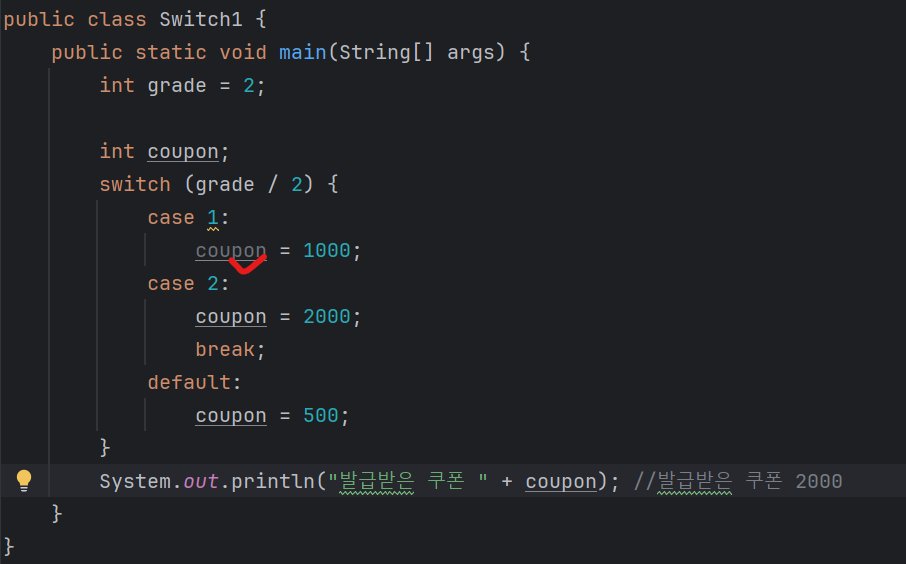 public class Switch1 {
    public static void main(String[] args) {
        int grade = 2;
        int coupon;
        switch (grade / 2) {
            case 1:
                coupon = 1000;
            case 2:
                coupon = 2000;
                break;
            default:
                coupon = 500;
        }
        System.out.println("발급받은 쿠폰 " + coupon); //발급받은 쿠폰 2000
    }
}